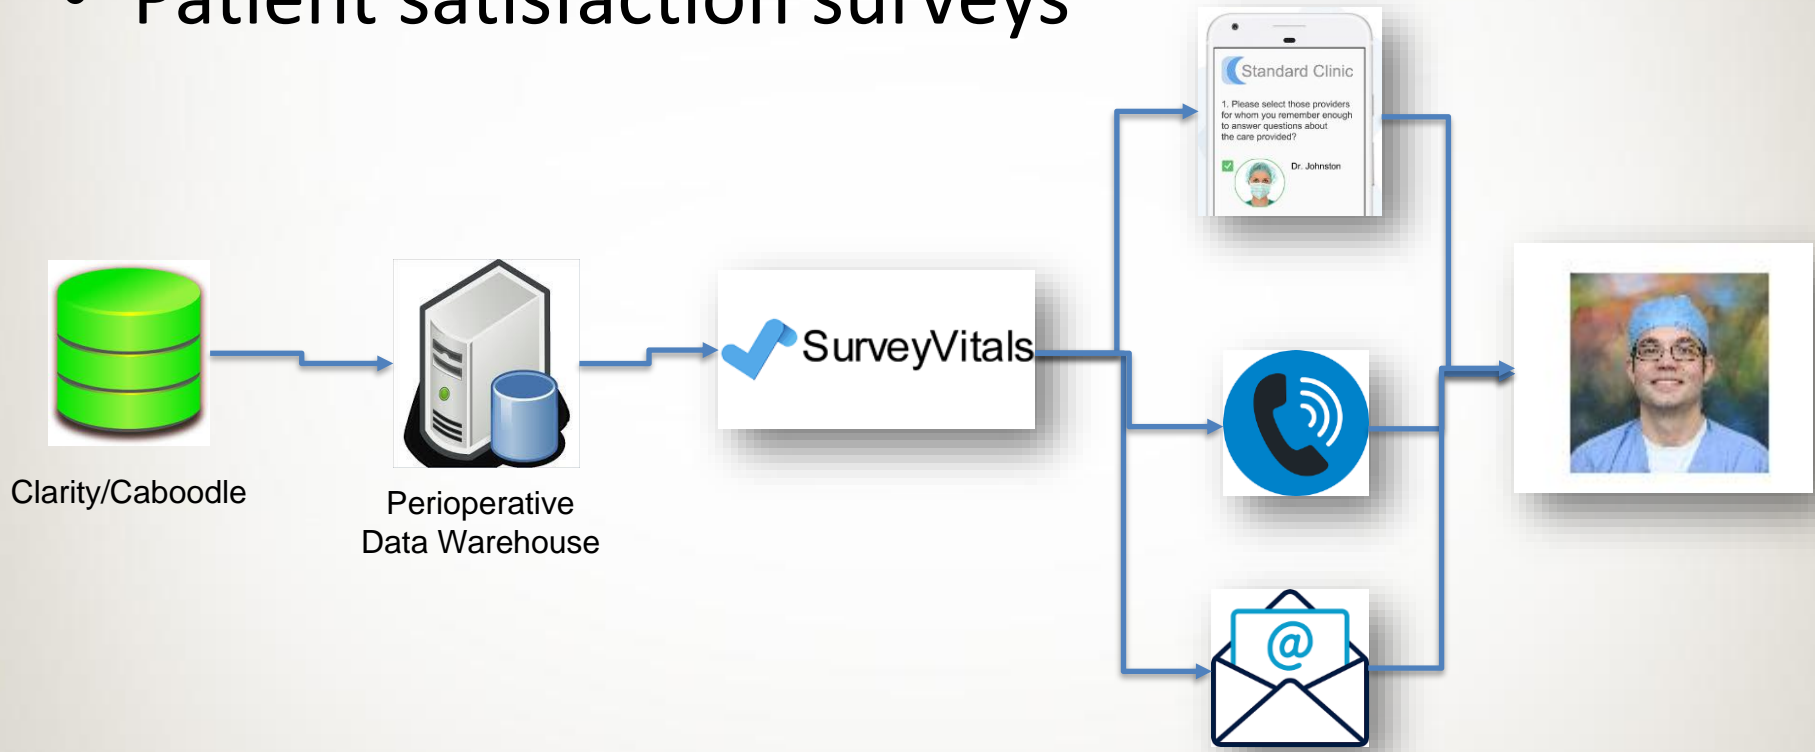 • Patient satisfaction surveys
Standard Clinic
1. Please select those providers
for whom you remember enough
to answer questions about
the care provided?
Dr. Johnston
SurveyVitals
Clarity/Caboodle
Perioperative
Data Warehouse
@